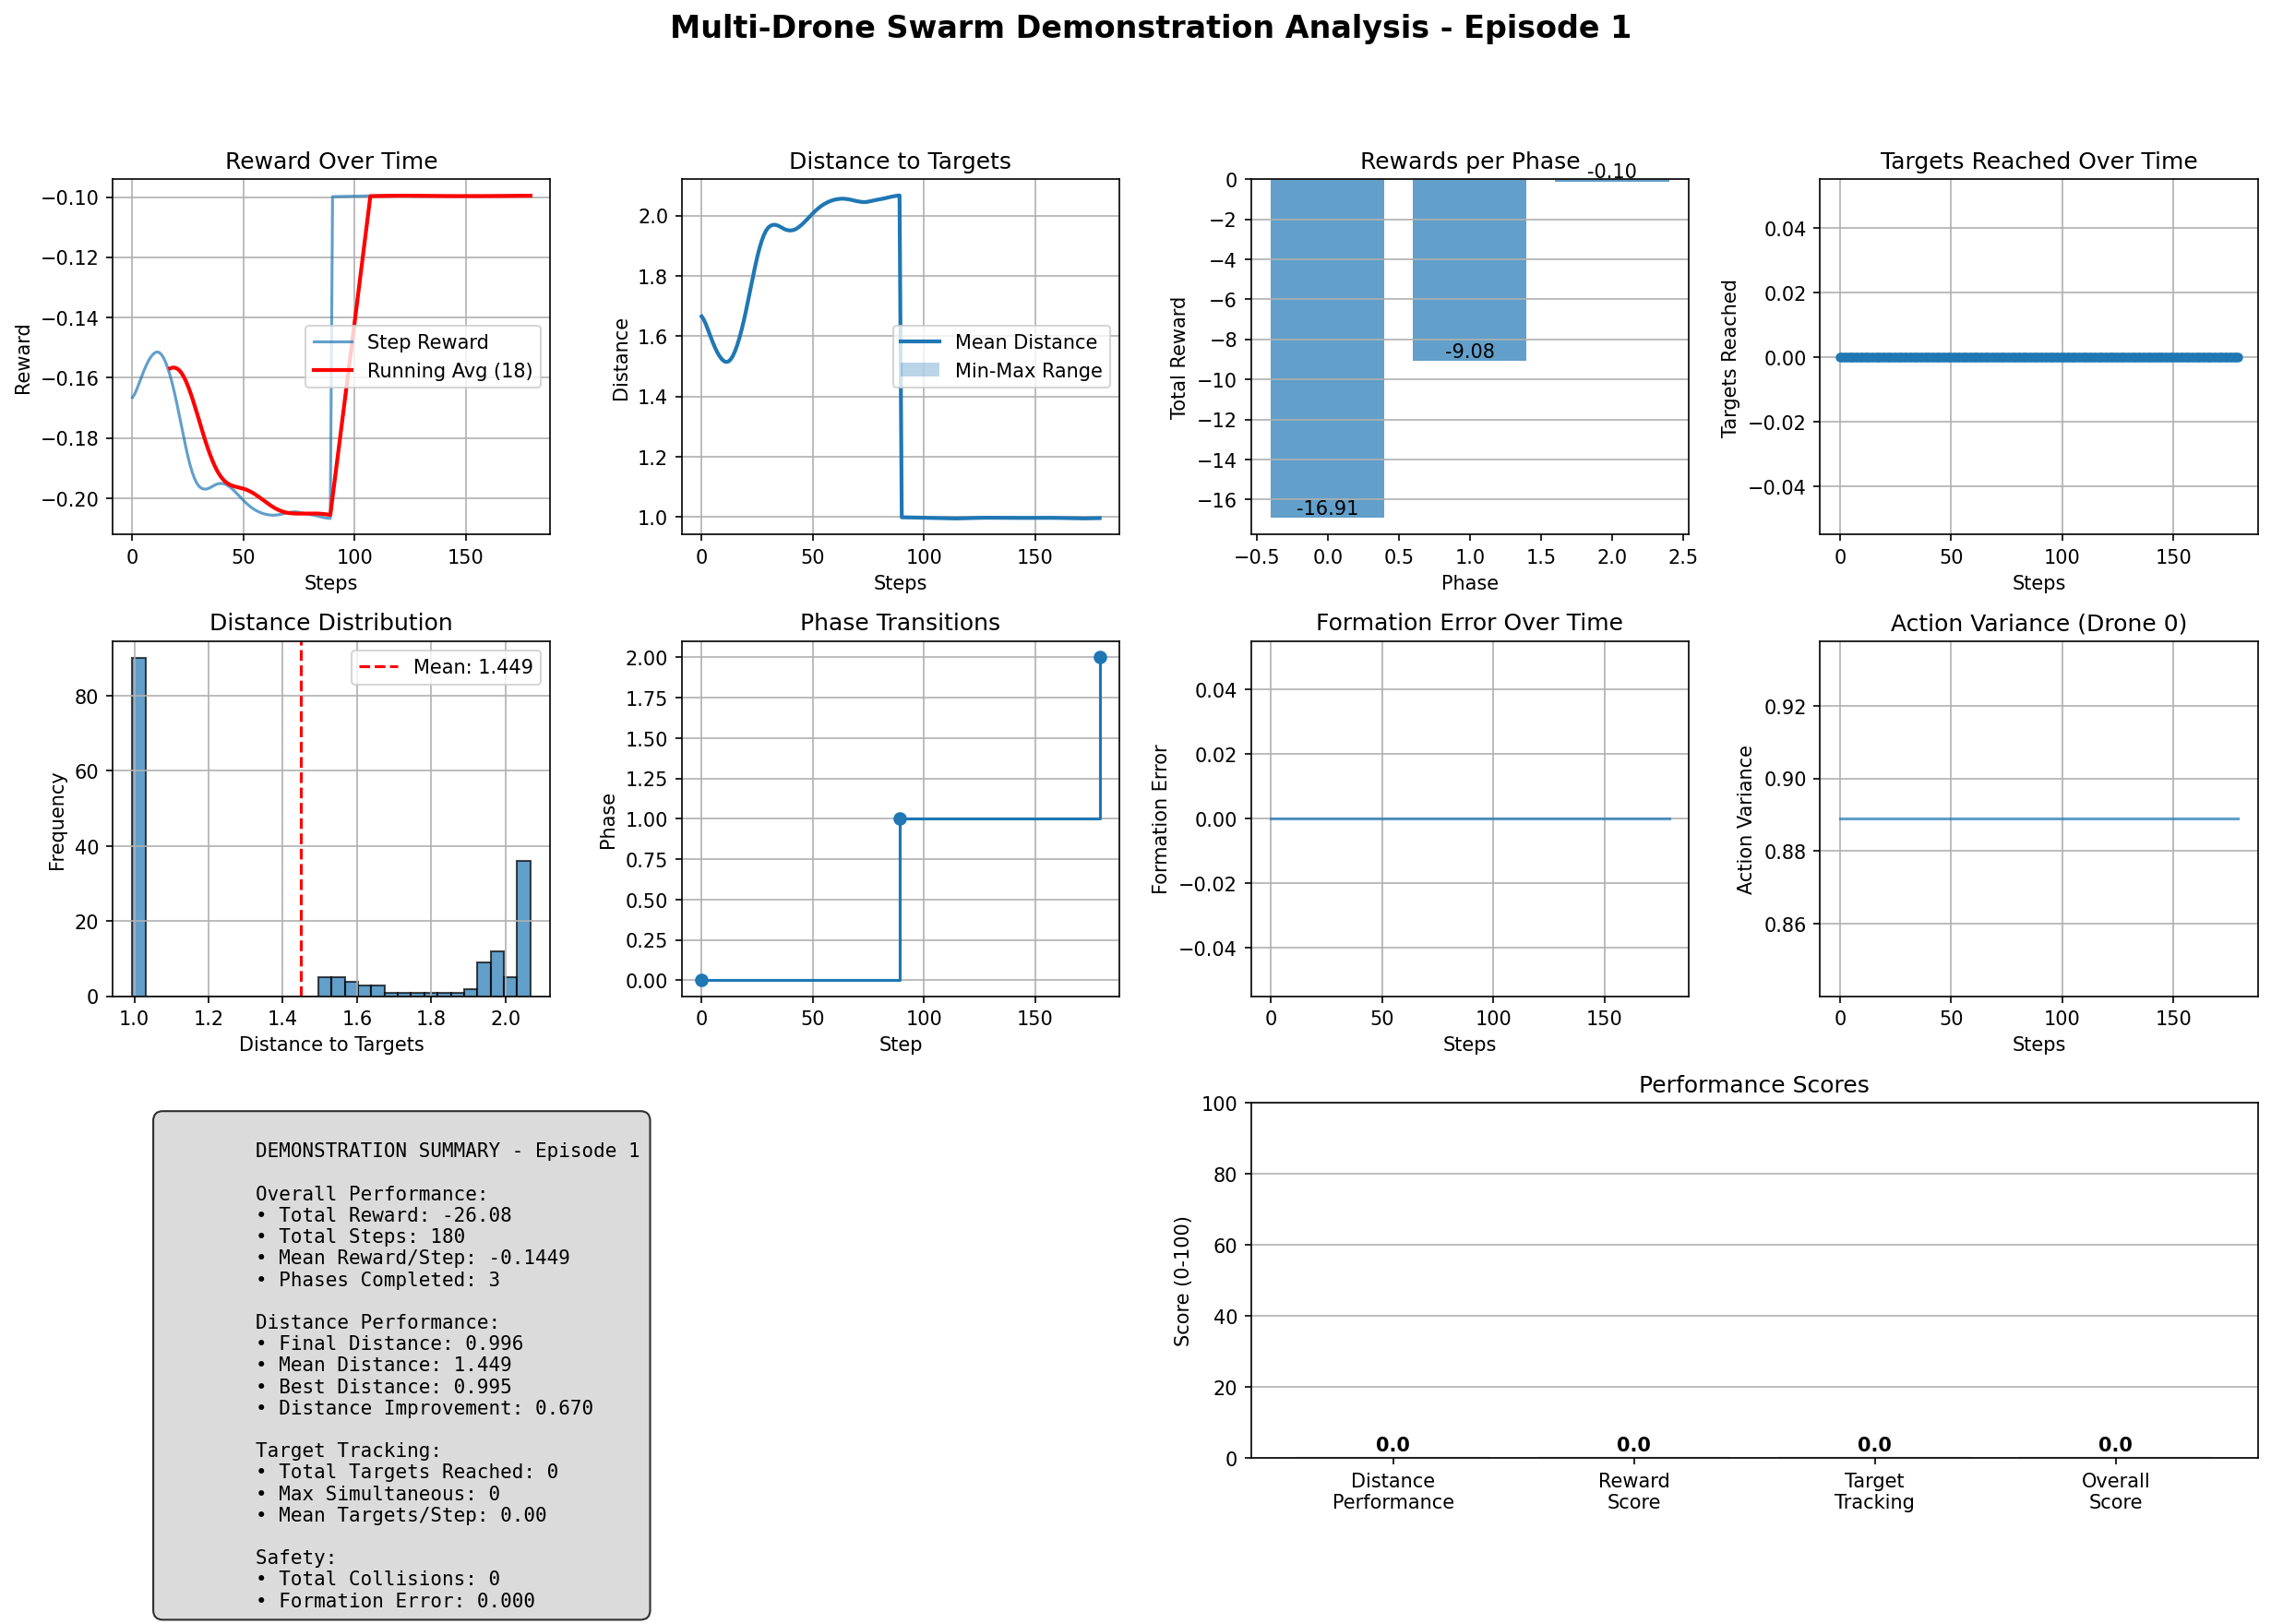 Multi-Drone Swarm Demonstration Analysis - Episode 1
Reward Over Time
−0.10
−0.12
−0.14
−0.16
−0.18
−0.20
Reward
Step Reward
Running Avg (18)
0 50 100 150
Steps
Distance to Targets
2.0
1.8
1.6
1.4
1.2
1.0
Distance
Mean Distance
Min-Max Range
0 50 100 150
Steps
Rewards per Phase
0
−2
−4
−6
−8
−10
−12
−14
−16
Total Reward
-16.91
-9.08
-0.10
−0.5 0.0 0.5 1.0 1.5 2.0 2.5
Phase
Targets Reached Over Time
0.04
0.02
0.00
−0.02
−0.04
Targets Reached
0 50 100 150
Steps
Distance Distribution
80
60
40
20
0
Frequency
Mean: 1.449
1.0 1.2 1.4 1.6 1.8 2.0
Distance to Targets
Phase Transitions
2.00
1.75
1.50
1.25
1.00
0.75
0.50
0.25
0.00
Phase
0 50 100 150
Step
Formation Error Over Time
0.04
0.02
0.00
−0.02
−0.04
Formation Error
0 50 100 150
Steps
Action Variance (Drone 0)
0.92
0.90
0.88
0.86
Action Variance
0 50 100 150
Steps
DEMONSTRATION SUMMARY - Episode 1
Overall Performance:
• Total Reward: -26.08
• Total Steps: 180
• Mean Reward/Step: -0.1449
• Phases Completed: 3
Distance Performance:
• Final Distance: 0.996
• Mean Distance: 1.449
• Best Distance: 0.995
• Distance Improvement: 0.670
Target Tracking:
• Total Targets Reached: 0
• Max Simultaneous: 0
• Mean Targets/Step: 0.00
Safety:
• Total Collisions: 0
• Formation Error: 0.000
Performance Scores
100
80
60
40
20
0
Score (0-100)
0.0 0.0 0.0 0.0
Distance
Performance
Reward
Score
Target
Tracking
Overall
Score